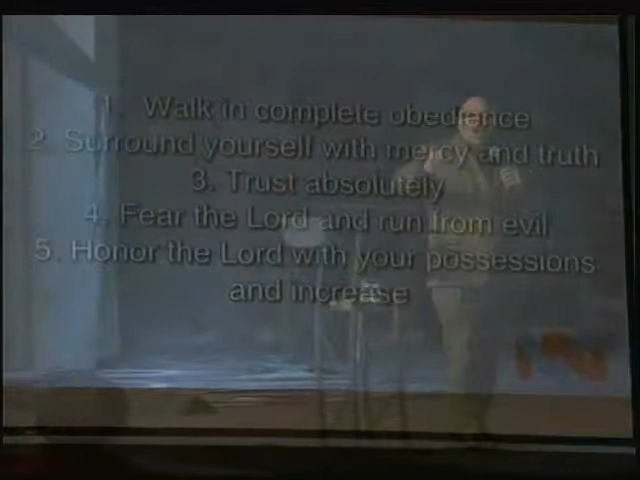 1. Walk in complete obedience
2. Surround yourself with mercy and truth
3. Trust absolutely
4. Fear the Lord and run from evil
5. Honor the Lord with your possessions
and increase